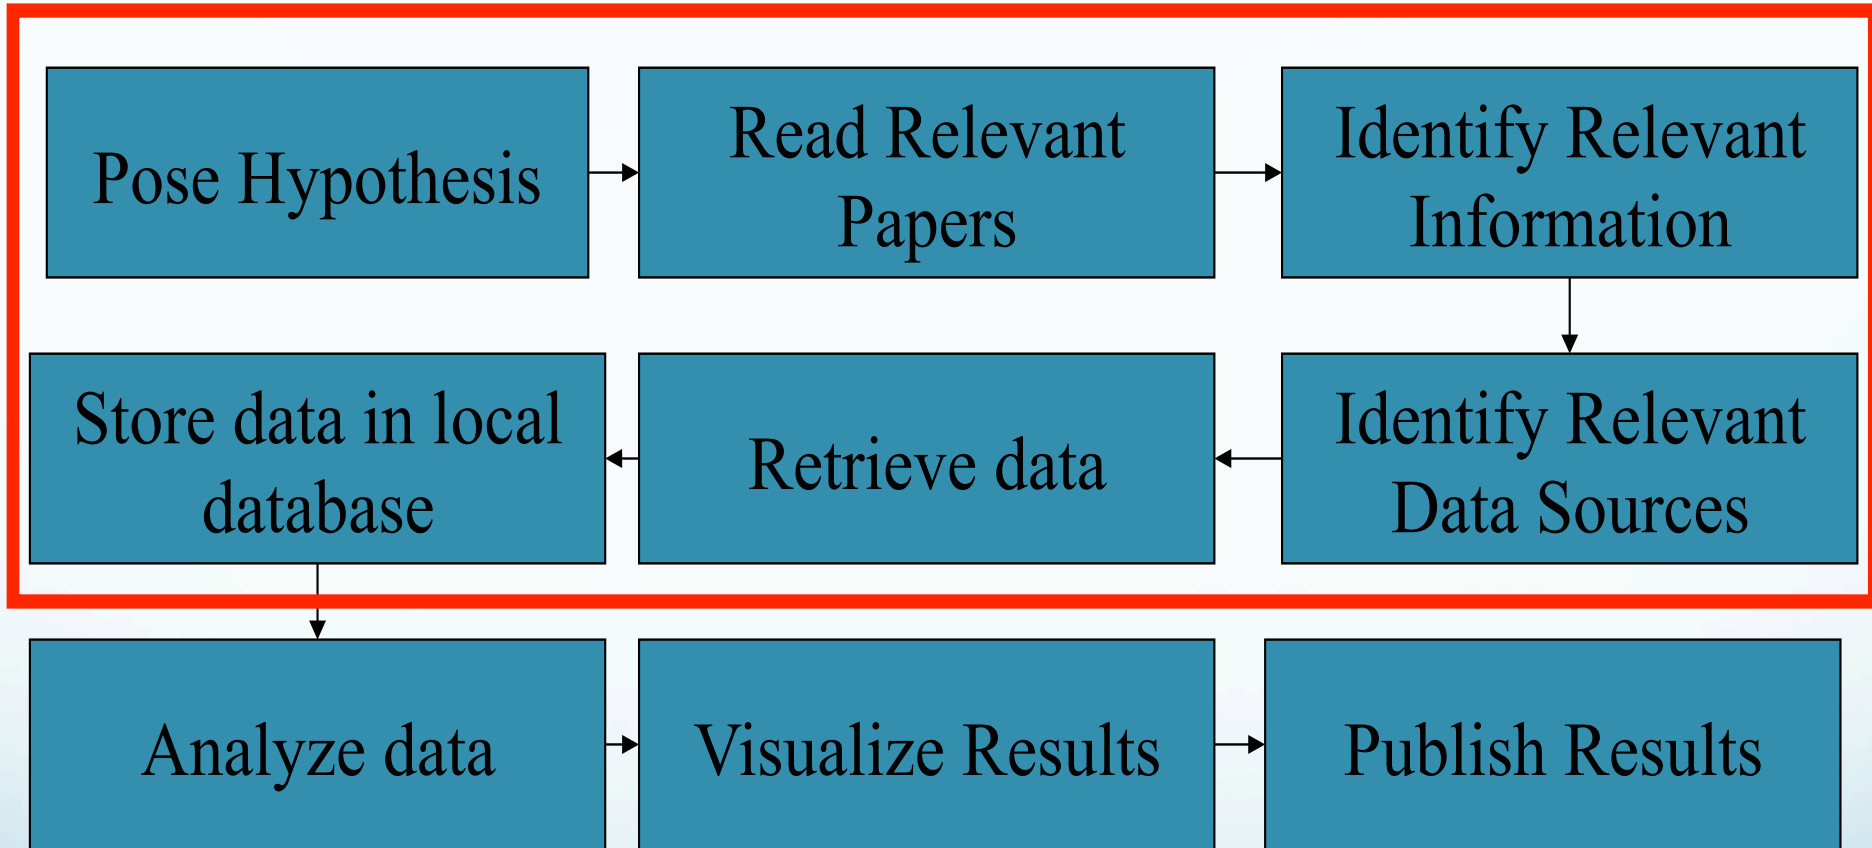 Pose Hypothesis
Read Relevant
Papers
Identify Relevant
Information
Store data in local
database
Retrieve data
Identify Relevant
Data Sources
Analyze data
Visualize Results
Publish Results